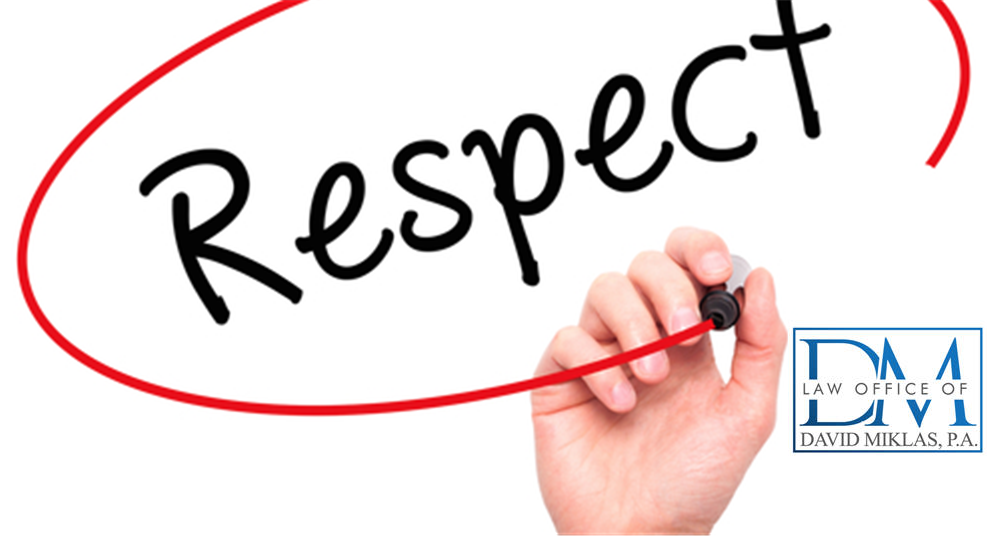 Respect
DM
LAW OFFICE OF
DAVID MIKLAS, P.A.